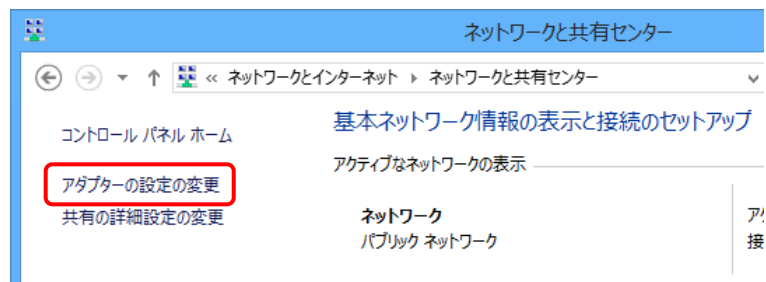 ネットワークと共有センター
« ネットワークとインターネット ▸ ネットワークと共有センター
コントロール パネル ホーム
アダプターの設定の変更
共有の詳細設定の変更
基本ネットワーク情報の表示と接続のセットアップ
アクティブなネットワークの表示
ネットワーク
パブリック ネットワーク
接